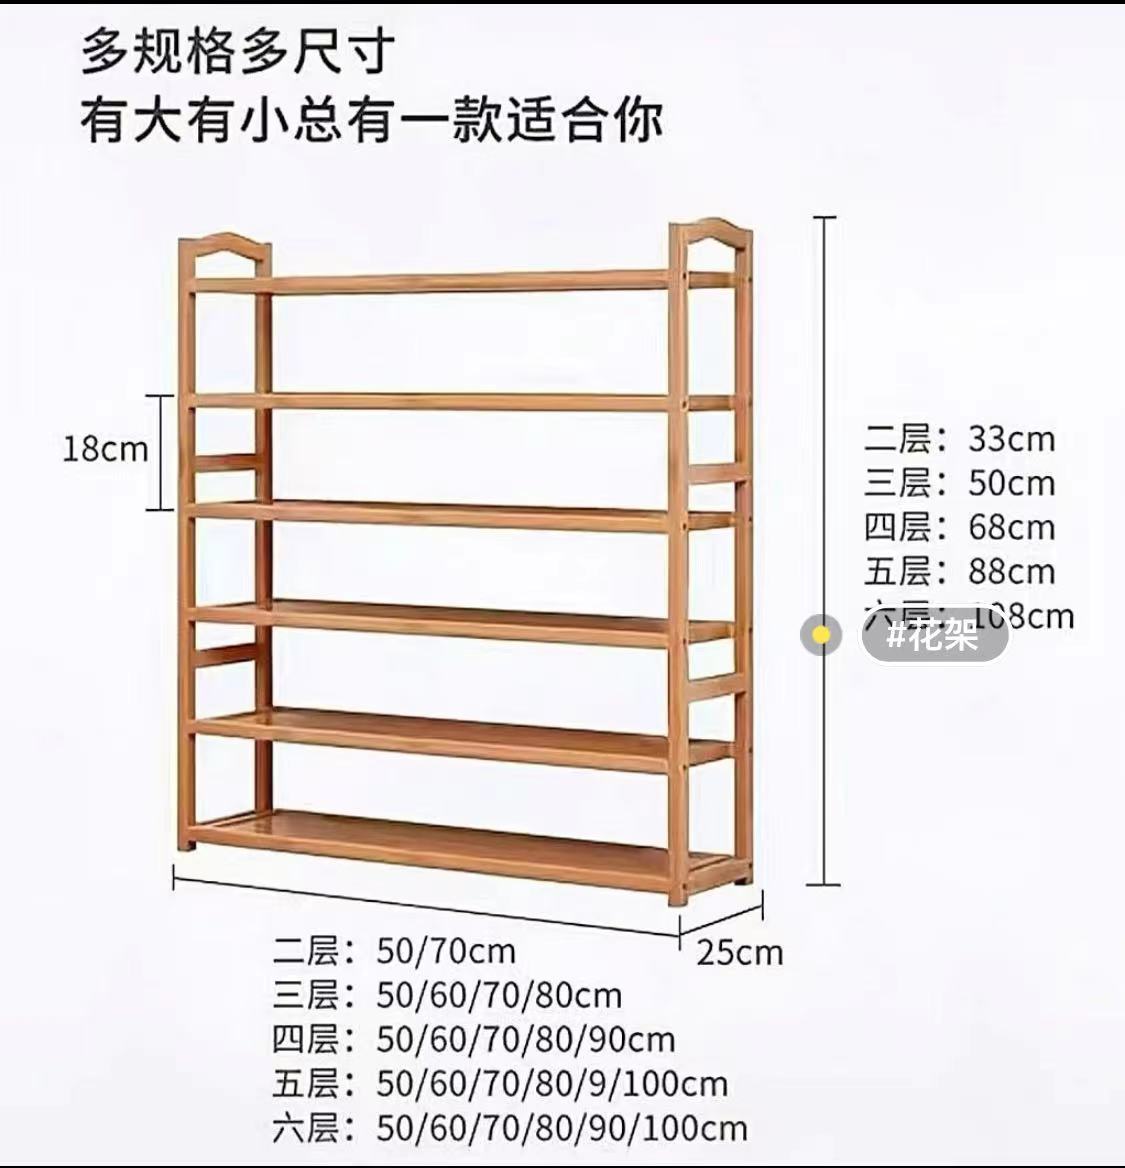 多规格多尺寸
有大有小总有一款适合你
18cm
二层：33cm
三层：50cm
四层：68cm
五层：88cm
六层：108cm
#花架
25cm
二层：50/70cm
三层：50/60/70/80cm
四层：50/60/70/80/90cm
五层：50/60/70/80/9/100cm
六层：50/60/70/80/90/100cm